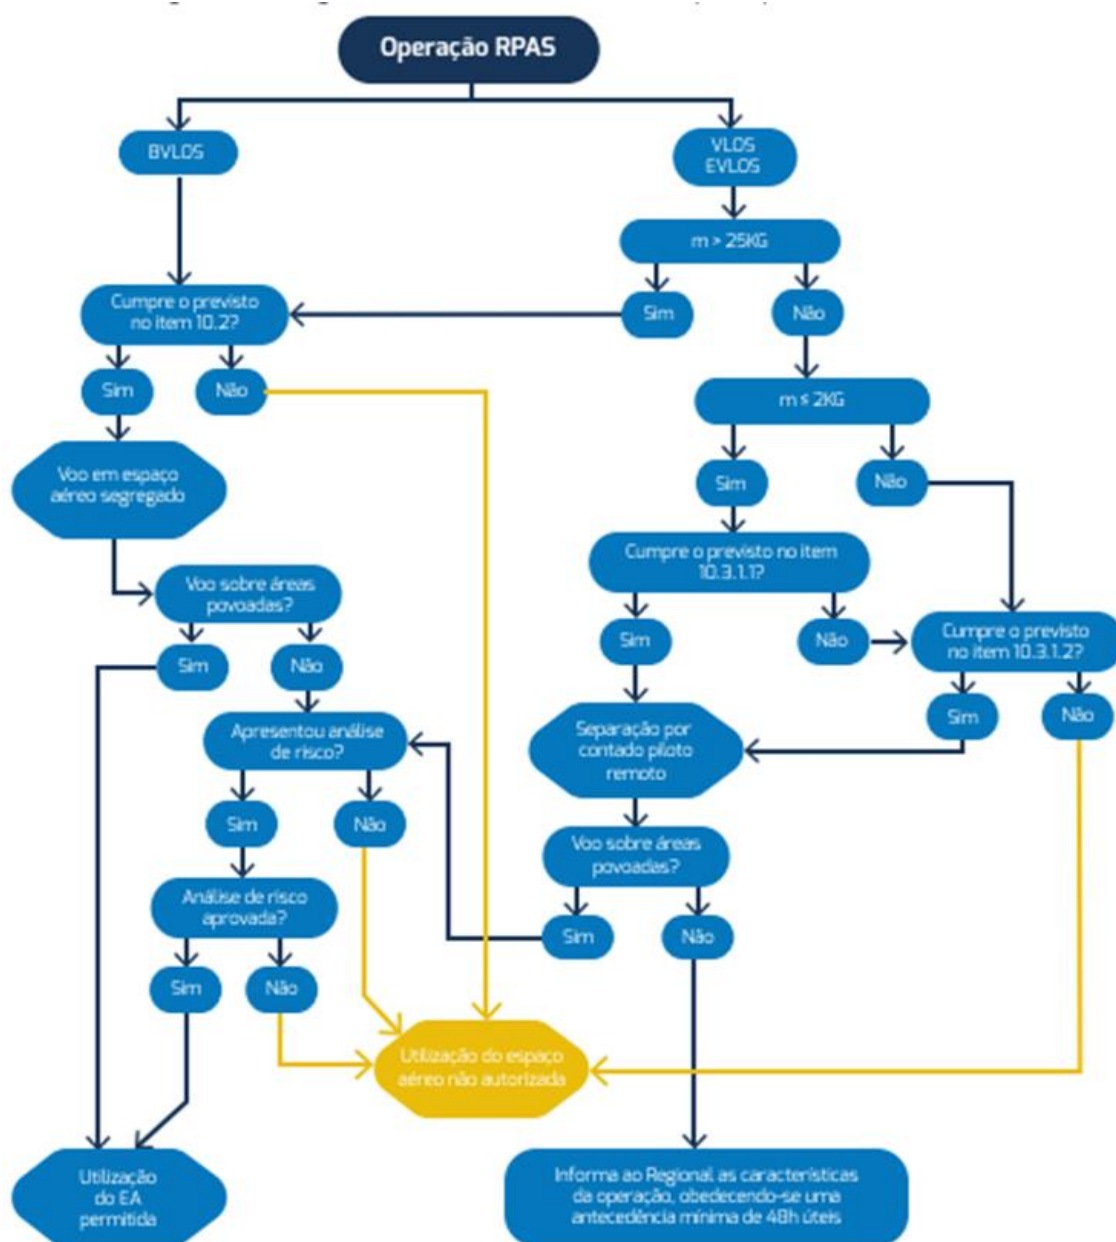 Operação RPAS
BVLOS
VLOS
EVLOS
m > 25KG
Cumpre o previsto
no item 10.2?
Sim
Não
Sim
Não
m ≤ 2KG
Voo em espaço
aéreo segregado
Sim
Não
Cumpre o previsto no item
10.3.1.1?
Voo sobre áreas
povoadas?
Sim
Não
Sim
Não
Cumpre o previsto
no item 10.3.1.2?
Apresentou análise
de risco?
Separação por
contado piloto
remoto
Sim
Não
Sim
Não
Voo sobre áreas
povoadas?
Análise de risco
aprovada?
Sim
Não
Sim
Não
Utilização do espaço
aéreo não autorizada
Utilização
do EA
permitida
Informa ao Regional as características
da operação, obedecendo-se uma
antecedência mínima de 48h úteis